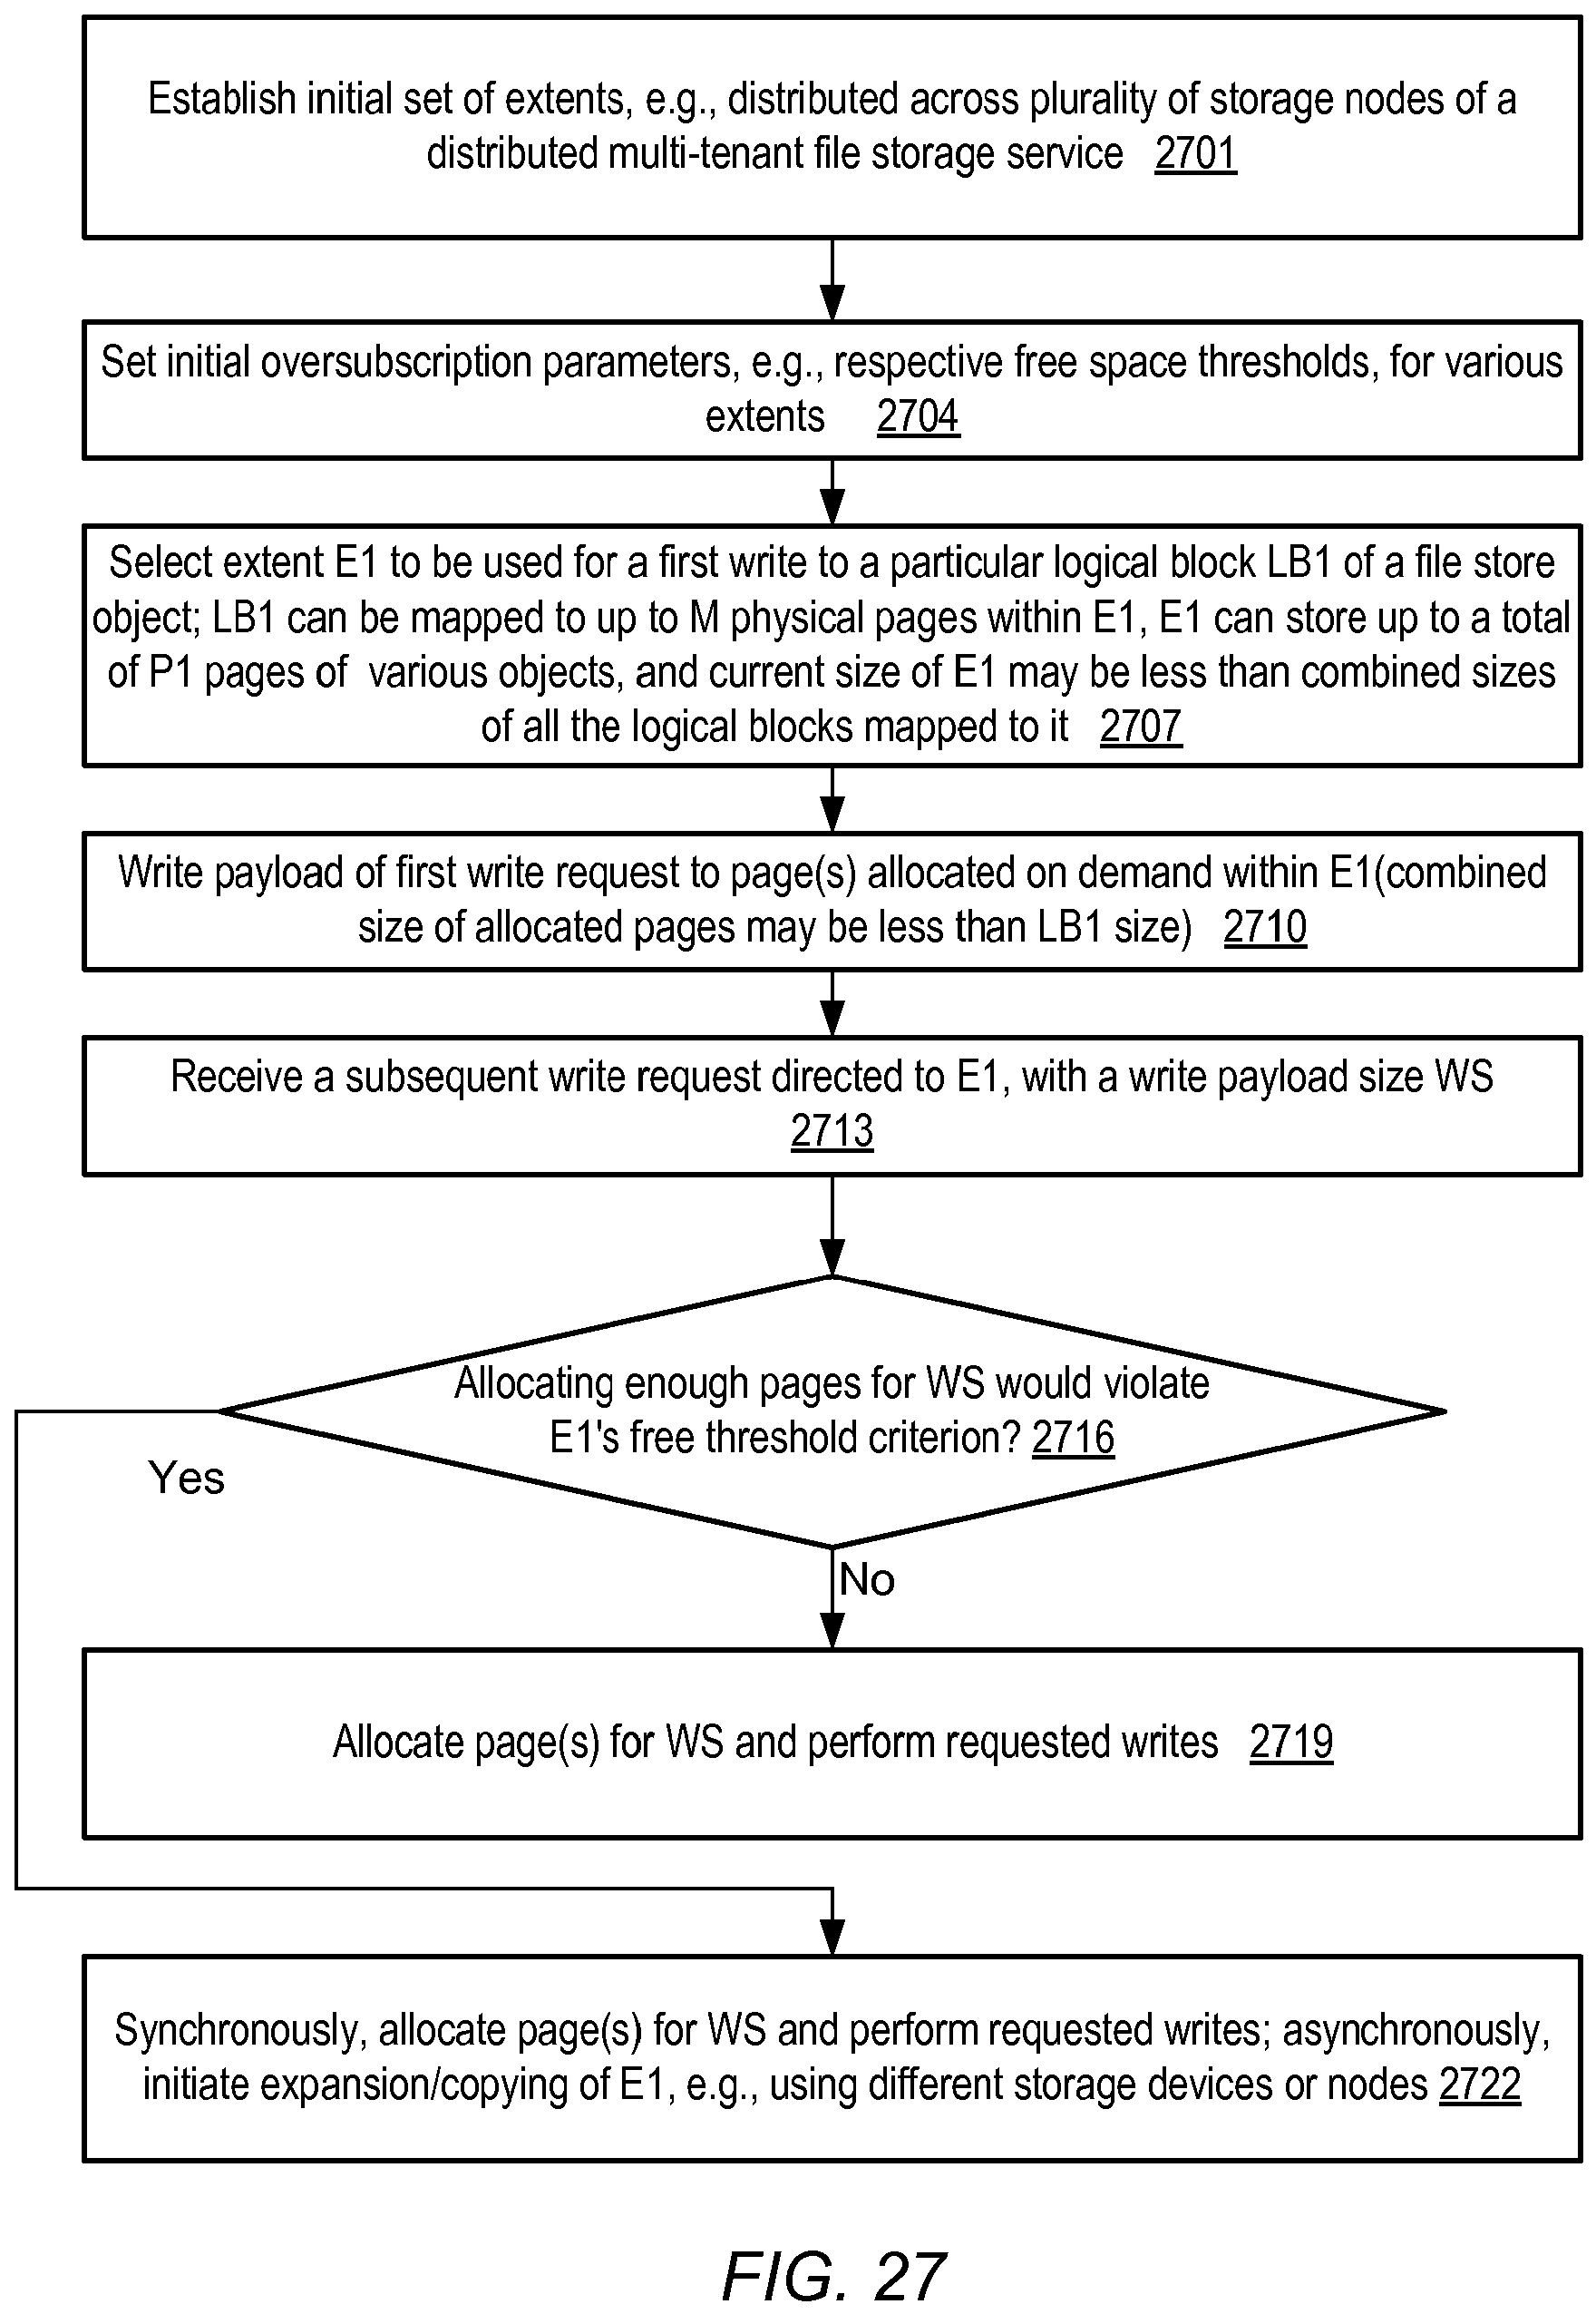 Establish initial set of extents, e.g., distributed across plurality of storage nodes of a
distributed multi-tenant file storage service 2701
Set initial oversubscription parameters, e.g., respective free space thresholds, for various
extents 2704
Select extent E1 to be used for a first write to a particular logical block LB1 of a file store
object; LB1 can be mapped to up to M physical pages within E1, E1 can store up to a total
of P1 pages of various objects, and current size of E1 may be less than combined sizes
of all the logical blocks mapped to it 2707
Write payload of first write request to page(s) allocated on demand within E1(combined
size of allocated pages may be less than LB1 size) 2710
Receive a subsequent write request directed to E1, with a write payload size WS
2713
Allocating enough pages for WS would violate
E1's free threshold criterion? 2716
Yes
No
Allocate page(s) for WS and perform requested writes 2719
Synchronously, allocate page(s) for WS and perform requested writes; asynchronously,
initiate expansion/copying of E1, e.g., using different storage devices or nodes 2722
FIG. 27